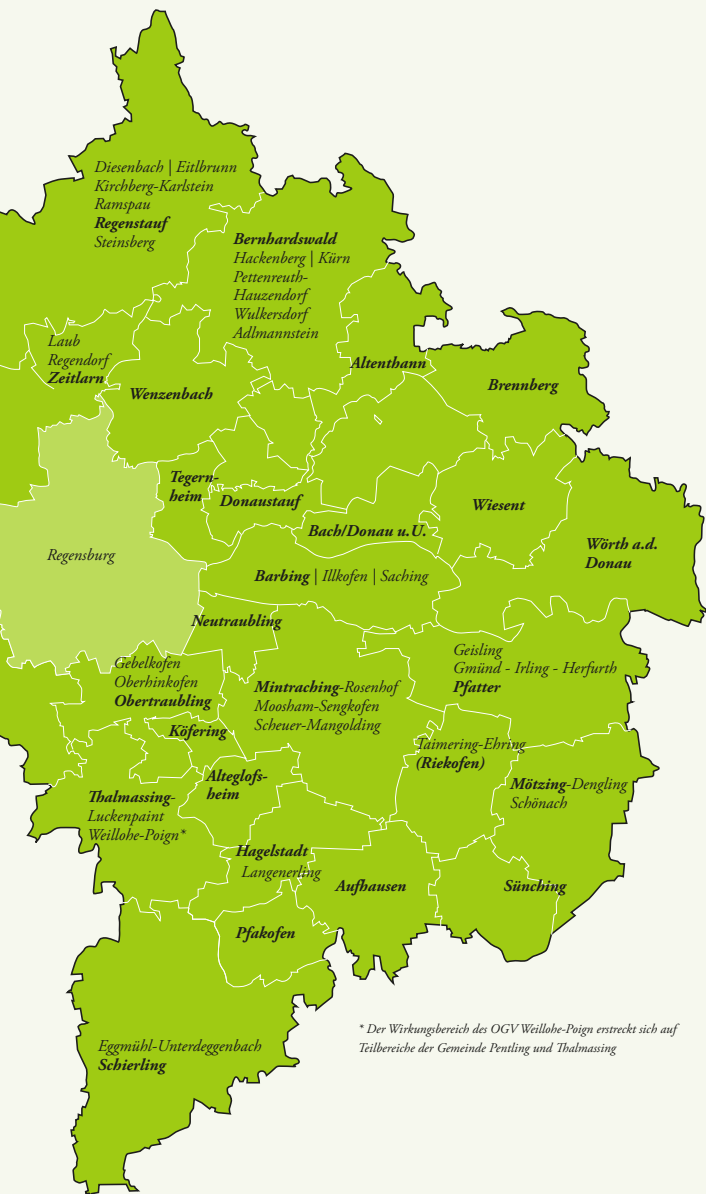 Diesenbach | Eitlbrunn
Kirchberg-Karlstein
Ramspau
Regenstauf
Steinsberg
Bernhardswald
Hackenberg | Kürn
Pettenreuth-
Hauzendorf
Wulkersdorf
Adlmannstein
Laub
Regendorf
Zeitlarn
Altenthann
Wenzenbach
Brennberg
Tegern-
heim
Donaustauf
Wiesent
Bach/Donau u.U.
Wörth a.d.
Donau
Regensburg
Barbing | Illkofen | Saching
Neutraubling
Gebelkofen
Oberhinkofen
Obertraubling
Geisling
Gmünd - Irling - Herfurth
Pfatter
Mintraching-Rosenhof
Moosham-Sengkofen
Scheuer-Mangolding
Köfering
Taimering-Ehring
(Riekofen)
Alteglofs-
heim
Mötzing-Dengling
Schönach
Thalmassing-
Luckenpaint
Weillohe-Poign*
Hagelstadt
Langenerling
Aufhausen
Sünching
Pfakofen
* Der Wirkungsbereich des OGV Weillohe-Poign erstreckt sich auf
Teilbereiche der Gemeinde Pentling und Thalmassing
Eggmühl-Unterdeggenbach
Schierling